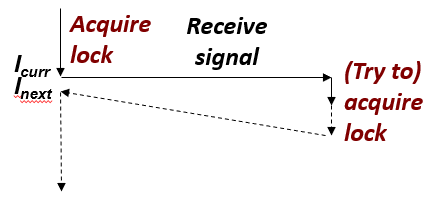 Acquire
lock
Receive
signal
Icurr
Inext
(Try to)
acquire
lock